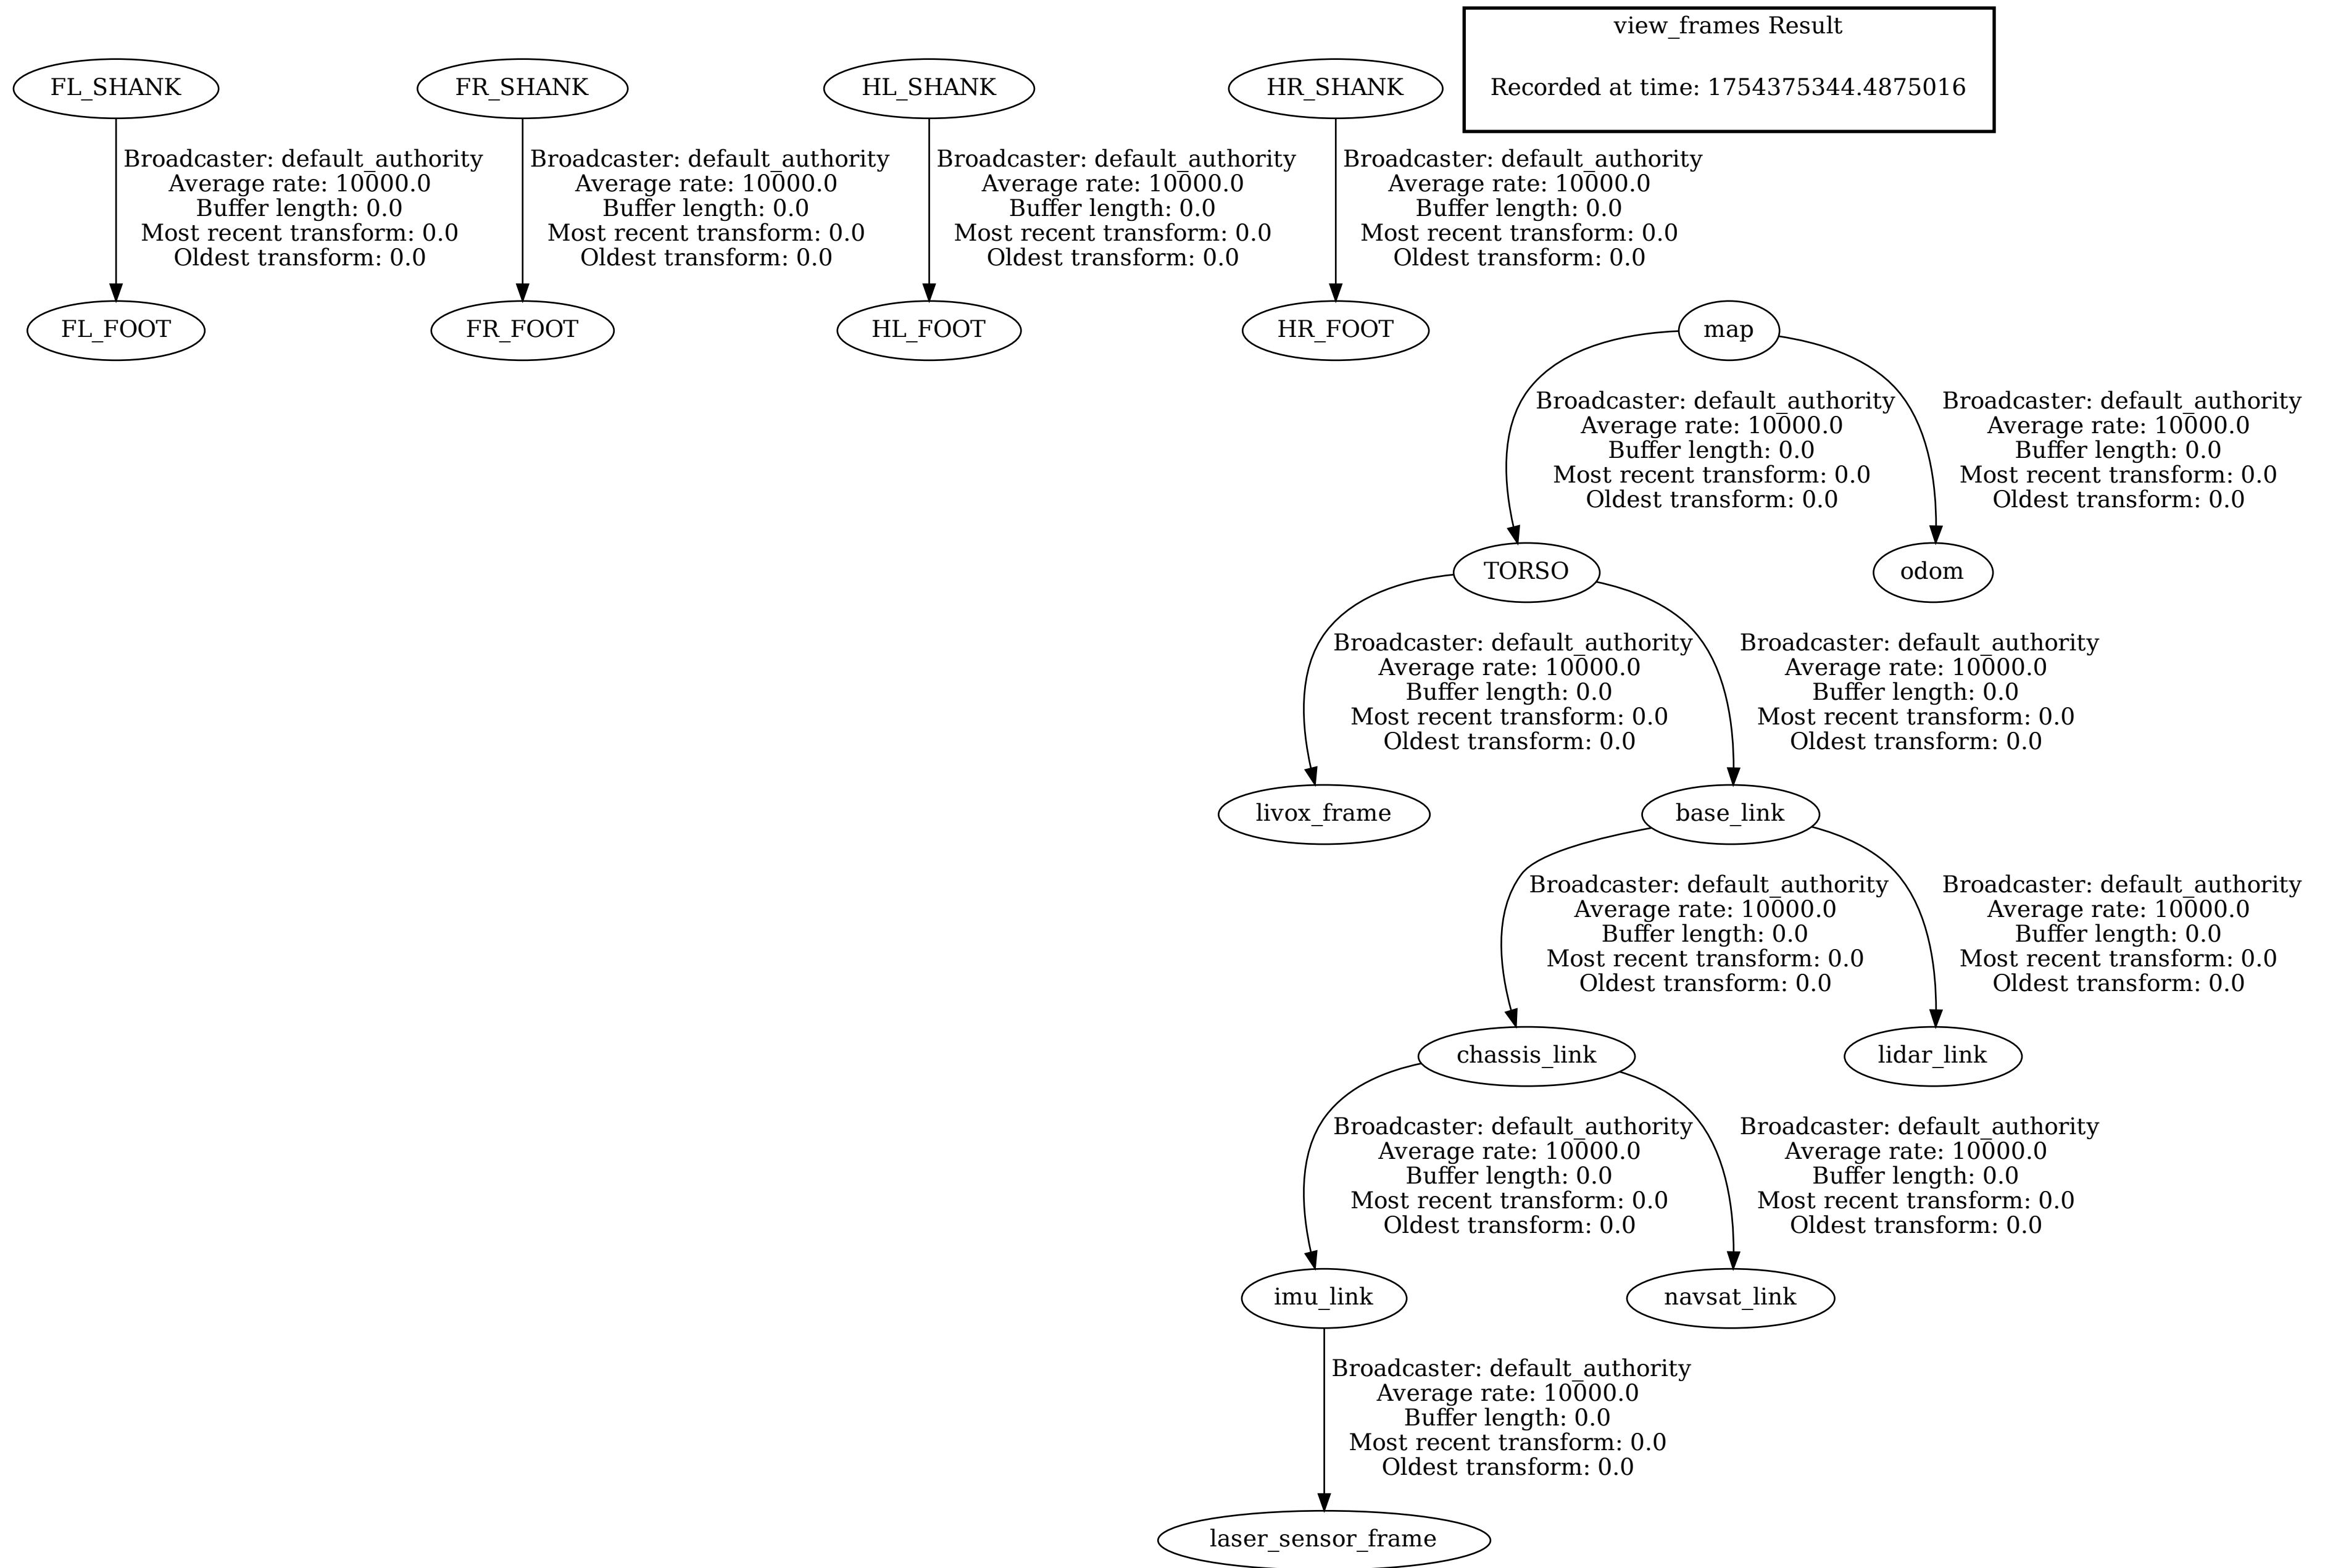 view_frames Result
Recorded at time: 1754375344.4875016
FL_SHANK
FR_SHANK
HL_SHANK
HR_SHANK
Broadcaster: default_authority
Average rate: 10000.0
Buffer length: 0.0
Most recent transform: 0.0
Oldest transform: 0.0
Broadcaster: default_authority
Average rate: 10000.0
Buffer length: 0.0
Most recent transform: 0.0
Oldest transform: 0.0
Broadcaster: default_authority
Average rate: 10000.0
Buffer length: 0.0
Most recent transform: 0.0
Oldest transform: 0.0
Broadcaster: default_authority
Average rate: 10000.0
Buffer length: 0.0
Most recent transform: 0.0
Oldest transform: 0.0
FL_FOOT
FR_FOOT
HL_FOOT
HR_FOOT
map
Broadcaster: default_authority
Average rate: 10000.0
Buffer length: 0.0
Most recent transform: 0.0
Oldest transform: 0.0
Broadcaster: default_authority
Average rate: 10000.0
Buffer length: 0.0
Most recent transform: 0.0
Oldest transform: 0.0
TORSO
odom
Broadcaster: default_authority
Average rate: 10000.0
Buffer length: 0.0
Most recent transform: 0.0
Oldest transform: 0.0
Broadcaster: default_authority
Average rate: 10000.0
Buffer length: 0.0
Most recent transform: 0.0
Oldest transform: 0.0
livox_frame
base_link
Broadcaster: default_authority
Average rate: 10000.0
Buffer length: 0.0
Most recent transform: 0.0
Oldest transform: 0.0
Broadcaster: default_authority
Average rate: 10000.0
Buffer length: 0.0
Most recent transform: 0.0
Oldest transform: 0.0
chassis_link
lidar_link
Broadcaster: default_authority
Average rate: 10000.0
Buffer length: 0.0
Most recent transform: 0.0
Oldest transform: 0.0
Broadcaster: default_authority
Average rate: 10000.0
Buffer length: 0.0
Most recent transform: 0.0
Oldest transform: 0.0
imu_link
navsat_link
Broadcaster: default_authority
Average rate: 10000.0
Buffer length: 0.0
Most recent transform: 0.0
Oldest transform: 0.0
laser_sensor_frame